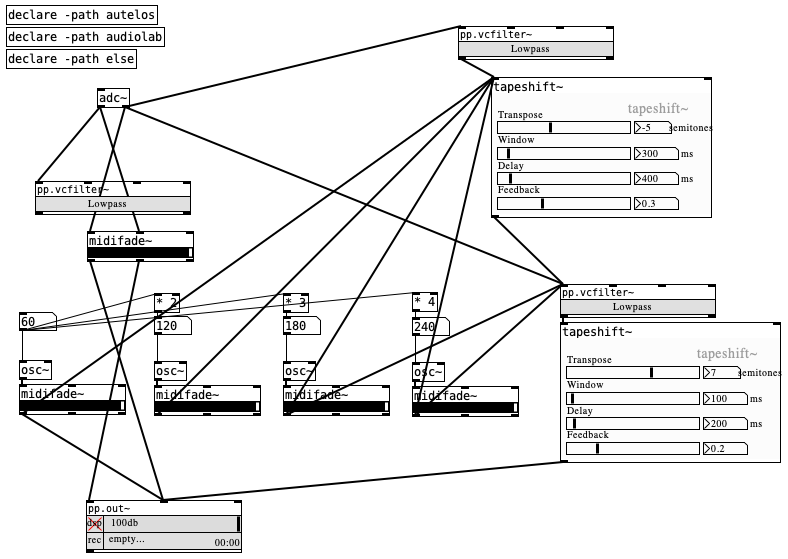 declare -path autelos
declare -path audiolab
declare -path else
pp.vcfilter~
Lowpass
adc~
tapeshift~
tapeshift~
Transpose
-5 semitones
Window
300 ms
Delay
400 ms
Feedback
0.3
pp.vcfilter~
Lowpass
midifade~
pp.vcfilter~
Lowpass
60
* 2
* 3
* 4
120
180
240
osc~
osc~
osc~
osc~
midifade~
midifade~
midifade~
midifade~
tapeshift~
tapeshift~
Transpose
7 semitones
Window
100 ms
Delay
200 ms
Feedback
0.2
pp.out~
dsp 100db
rec empty... 00:00